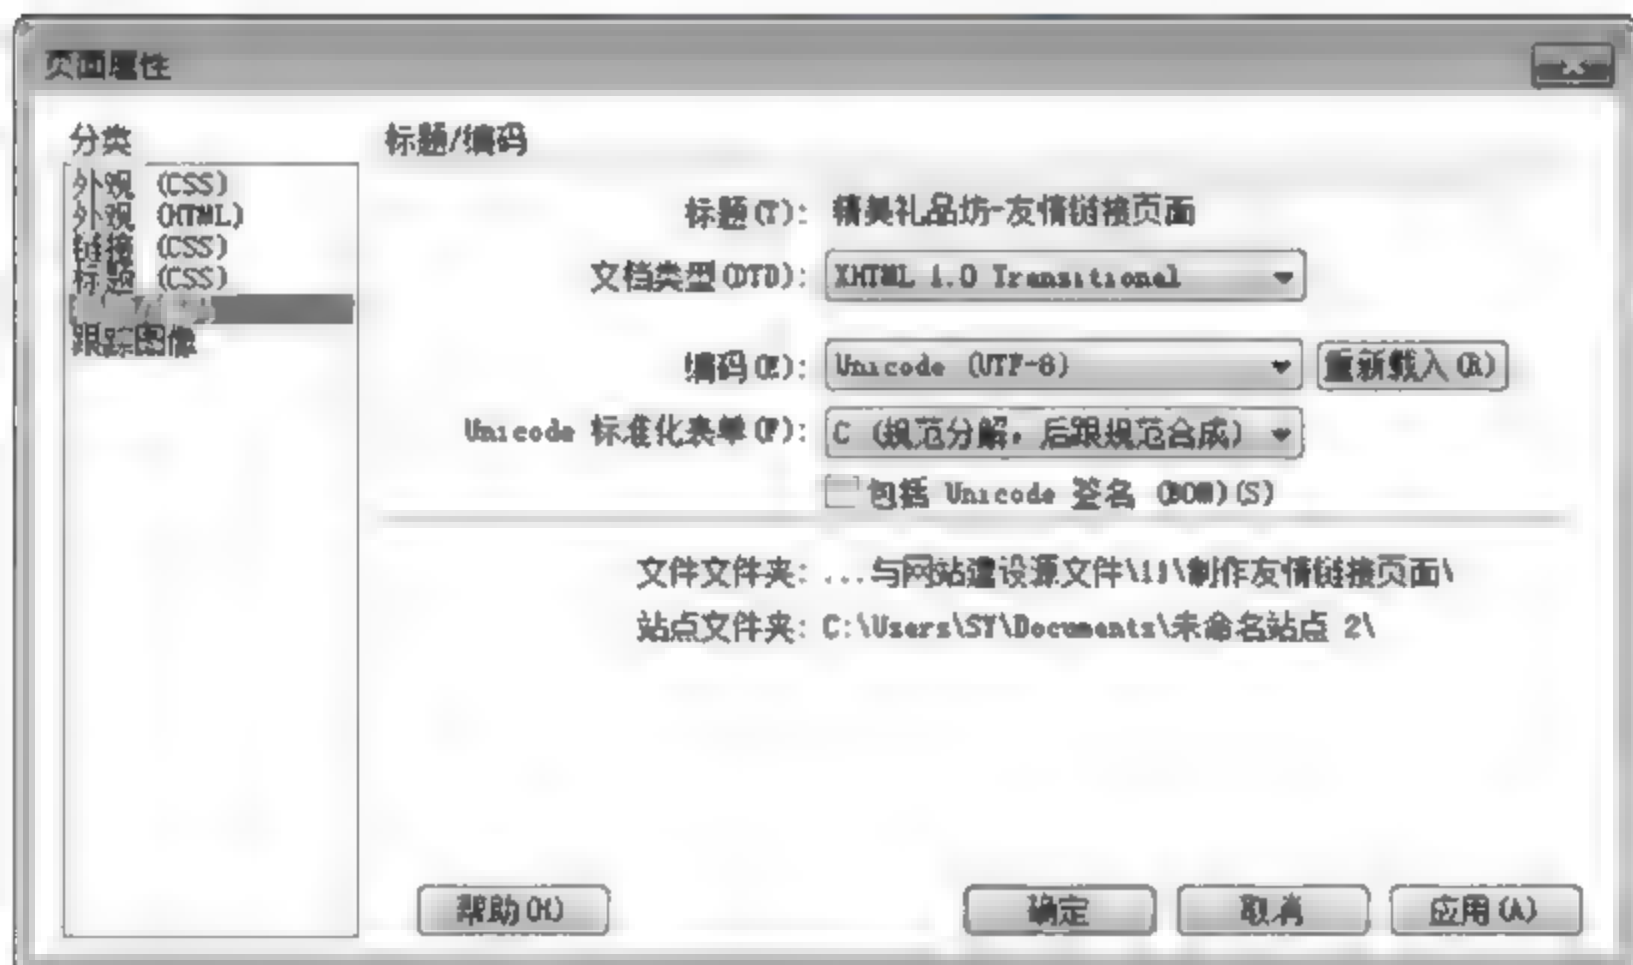 页面属性
分类
外观 (CSS)
外观 (HTML)
链接 (CSS)
标题 (CSS)
跟踪图像
标题/编码
标题(T): 精美礼品坊-友情链接页面
文档类型(DTD): XHTML 1.0 Transitional
编码(E): Unicode (UTF-8) 重新载入(R)
Unicode 标准化表单(F): C (规范分解，后跟规范合成)
包括 Unicode 签名 (BOM)(S)
文件文件夹: ...与网站建设源文件\11\制作友情链接页面\
站点文件夹: C:\Users\SY\Documents\未命名站点 2\
帮助(H) 确定 取消 应用(A)